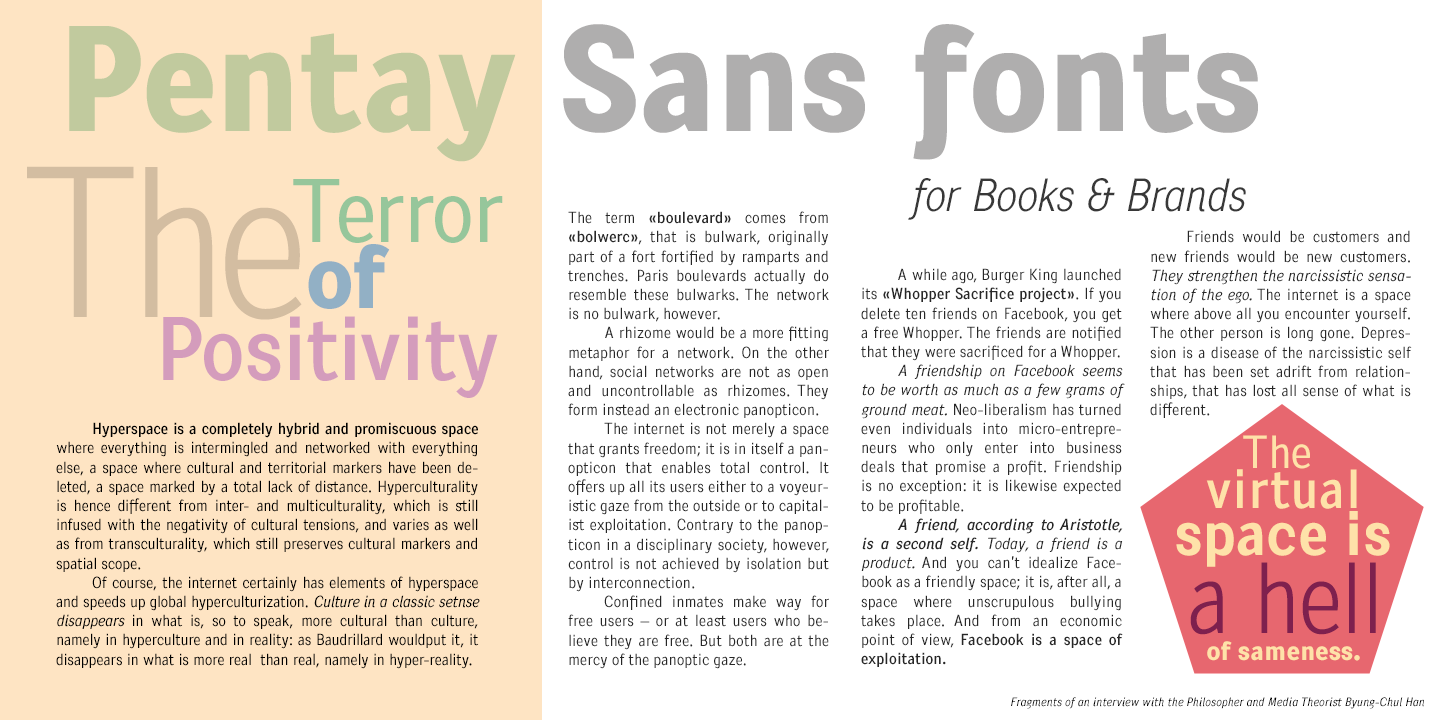 Pentay Sans fonts
for Books & Brands
The Terror
of
Positivity
Hyperspace is a completely hybrid and promiscuous space
where everything is intermingled and networked with everything
else, a space where cultural and territorial markers have been de-
leted, a space marked by a total lack of distance. Hyperculturality
is hence different from inter- and multiculturality, which is still
infused with the negativity of cultural tensions, and varies as well
as from transculturality, which still preserves cultural markers and
spatial scope.
Of course, the internet certainly has elements of hyperspace
and speeds up global hyperculturization. Culture in a classic setnse
disappears in what is, so to speak, more cultural than culture,
namely in hyperculture and in reality: as Baudrillard wouldput it, it
disappears in what is more real than real, namely in hyper-reality.
The term «boulevard» comes from
«bolwerc», that is bulwark, originally
part of a fort fortified by ramparts and
trenches. Paris boulevards actually do
resemble these bulwarks. The network
is no bulwark, however.
A rhizome would be a more fitting
metaphor for a network. On the other
hand, social networks are not as open
and uncontrollable as rhizomes. They
form instead an electronic panopticon.
The internet is not merely a space
that grants freedom; it is in itself a pan-
opticon that enables total control. It
offers up all its users either to a voyeur-
istic gaze from the outside or to capital-
ist exploitation. Contrary to the panop-
ticon in a disciplinary society, however,
control is not achieved by isolation but
by interconnection.
Confined inmates make way for
free users – or at least users who be-
lieve they are free. But both are at the
mercy of the panoptic gaze.
A while ago, Burger King launched
its «Whopper Sacrifice project». If you
delete ten friends on Facebook, you get
a free Whopper. The friends are notified
that they were sacrificed for a Whopper.
A friendship on Facebook seems
to be worth as much as a few grams of
ground meat. Neo-liberalism has turned
even individuals into micro-entrepre-
neurs who only enter into business
deals that promise a profit. Friendship
is no exception: it is likewise expected
to be profitable.
A friend, according to Aristotle,
is a second self. Today, a friend is a
product. And you can't idealize Face-
book as a friendly space; it is, after all, a
space where unscrupulous bullying
takes place. And from an economic
point of view, Facebook is a space of
exploitation.
Friends would be customers and
new friends would be new customers.
They strengthen the narcissistic sensa-
tion of the ego. The internet is a space
where above all you encounter yourself.
The other person is long gone. Depres-
sion is a disease of the narcissistic self
that has been set adrift from relation-
ships, that has lost all sense of what is
different.
The
virtual
space is
a hell
of sameness.
Fragments of an interview with the Philosopher and Media Theorist Byung-Chul Han